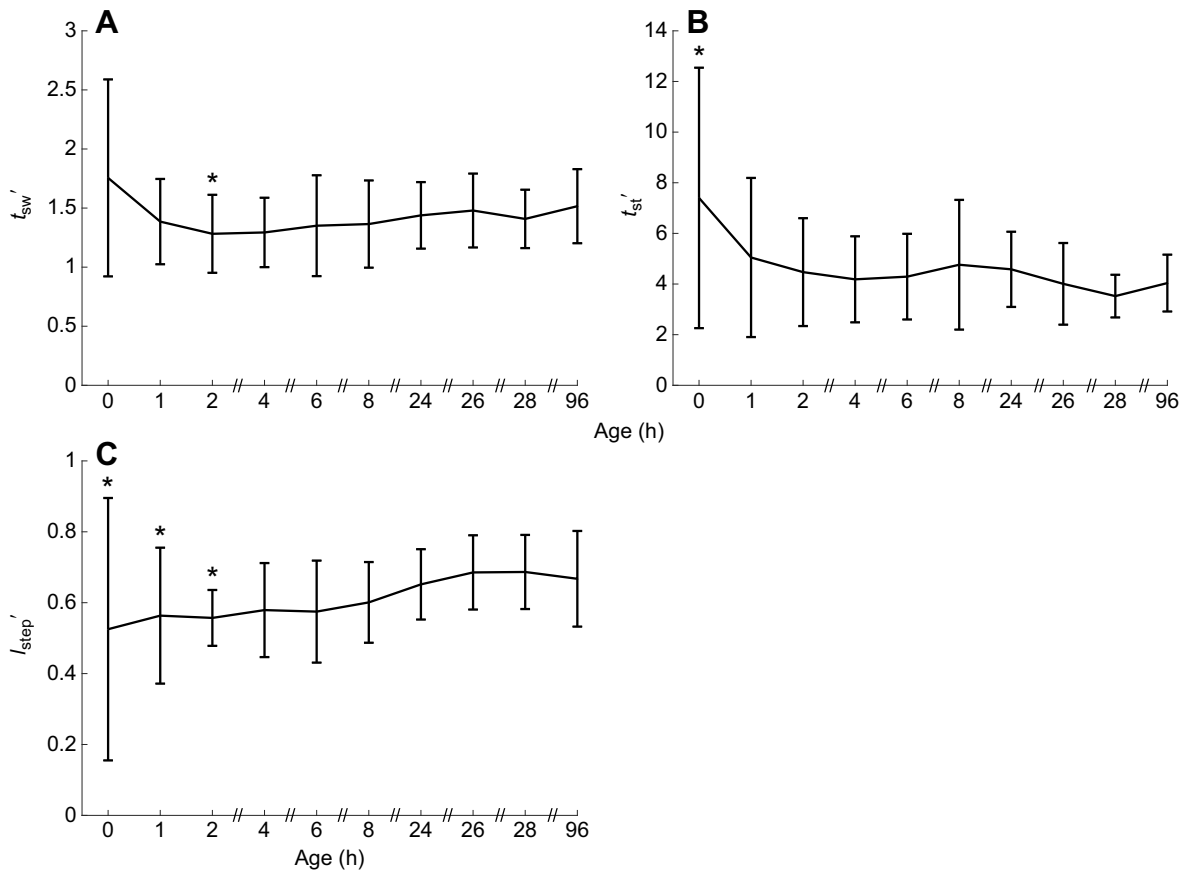 A
3
2.5
2
1.5
1
0.5
0
t_sw′
*
0 1 2 // 4 // 6 // 8 // 24 // 26 // 28 // 96
B
14
12
10
8
6
4
2
0
t_st′
*
0 1 2 // 4 // 6 // 8 // 24 // 26 // 28 // 96
Age (h)
C
1
0.8
0.6
0.4
0.2
0
l_step′
* * *
0 1 2 // 4 // 6 // 8 // 24 // 26 // 28 // 96
Age (h)